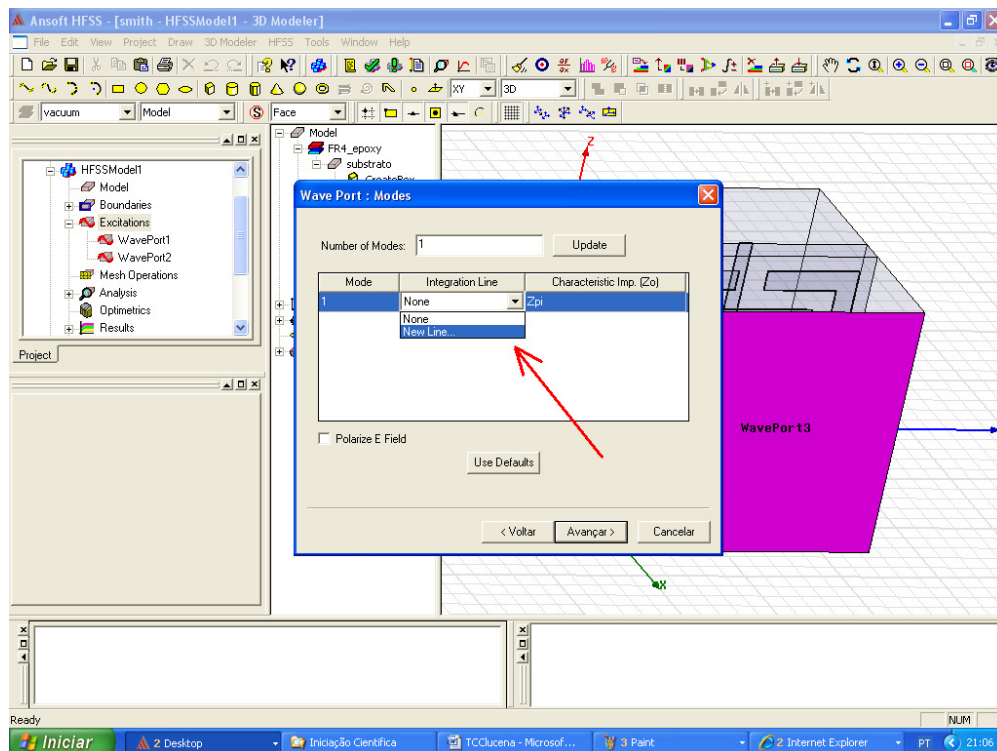 Ansoft HFSS - [smith - HFSSModel1 - 3D Modeler]
File Edit View Project Draw 3D Modeler HFSS Tools Window Help
XY 3D
vacuum Model Face
HFSSModel1
Model
Boundaries
Excitations
WavePort1
WavePort2
Mesh Operations
Analysis
Optimetrics
Results
Project
Model
FR4_epoxy
substrato
CreateBox
Z
Wave Port : Modes
Number of Modes: 1 Update
Mode Integration Line Characteristic Imp. (Zo)
1 None Zpi
None
New Line...
Polarize E Field
Use Defaults
< Voltar Avançar > Cancelar
WavePort3
X
Ready NUM
Iniciar 2 Desktop Iniciação Científica TCClucena - Microsof... 3 Paint 2 Internet Explorer PT 21:06